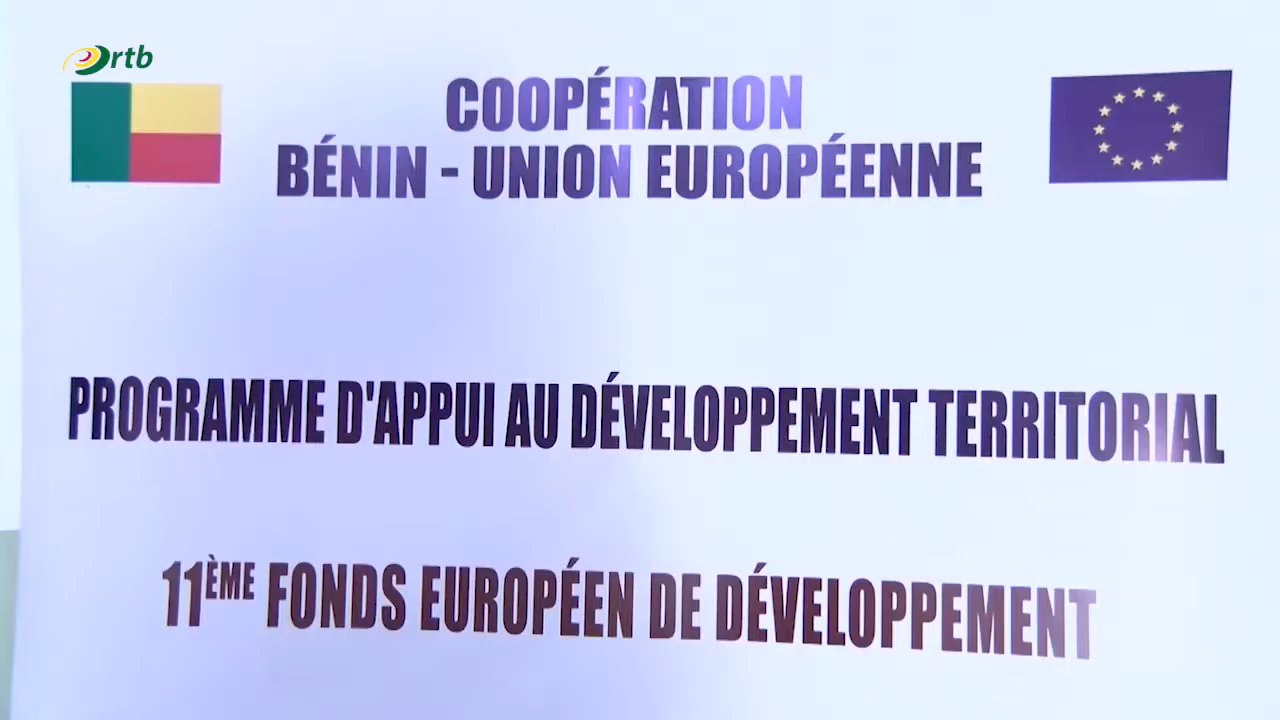 ortb
COOPÉRATION
BÉNIN - UNION EUROPÉENNE
PROGRAMME D'APPUI AU DÉVELOPPEMENT TERRITORIAL
11ÈME FONDS EUROPÉEN DE DÉVELOPPEMENT